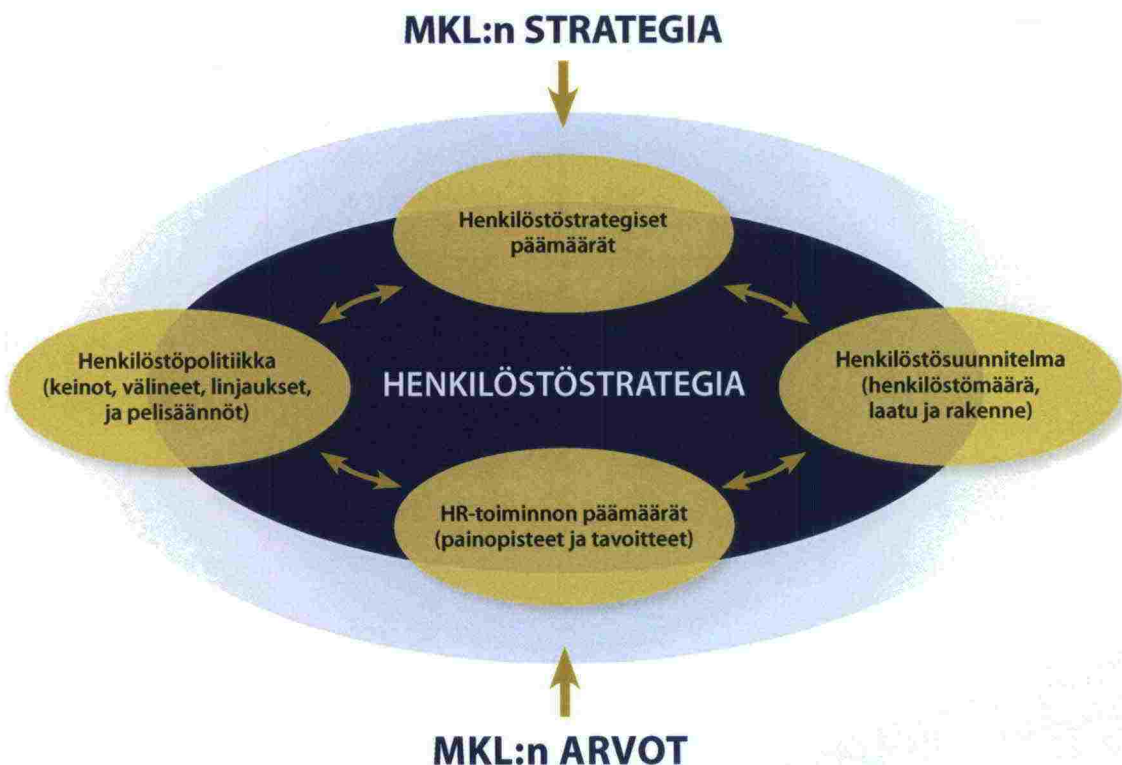 MKL:n STRATEGIA
Henkilöstöstrategiset
päämäärät
Henkilöstöpolitiikka
(keinot, välineet, linjaukset,
ja pelisäännöt)
HENKILÖSTÖSTRATEGIA
Henkilöstösuunnitelma
(henkilöstömäärä,
laatu ja rakenne)
HR-toiminnon päämäärät
(painopisteet ja tavoitteet)
MKL:n ARVOT